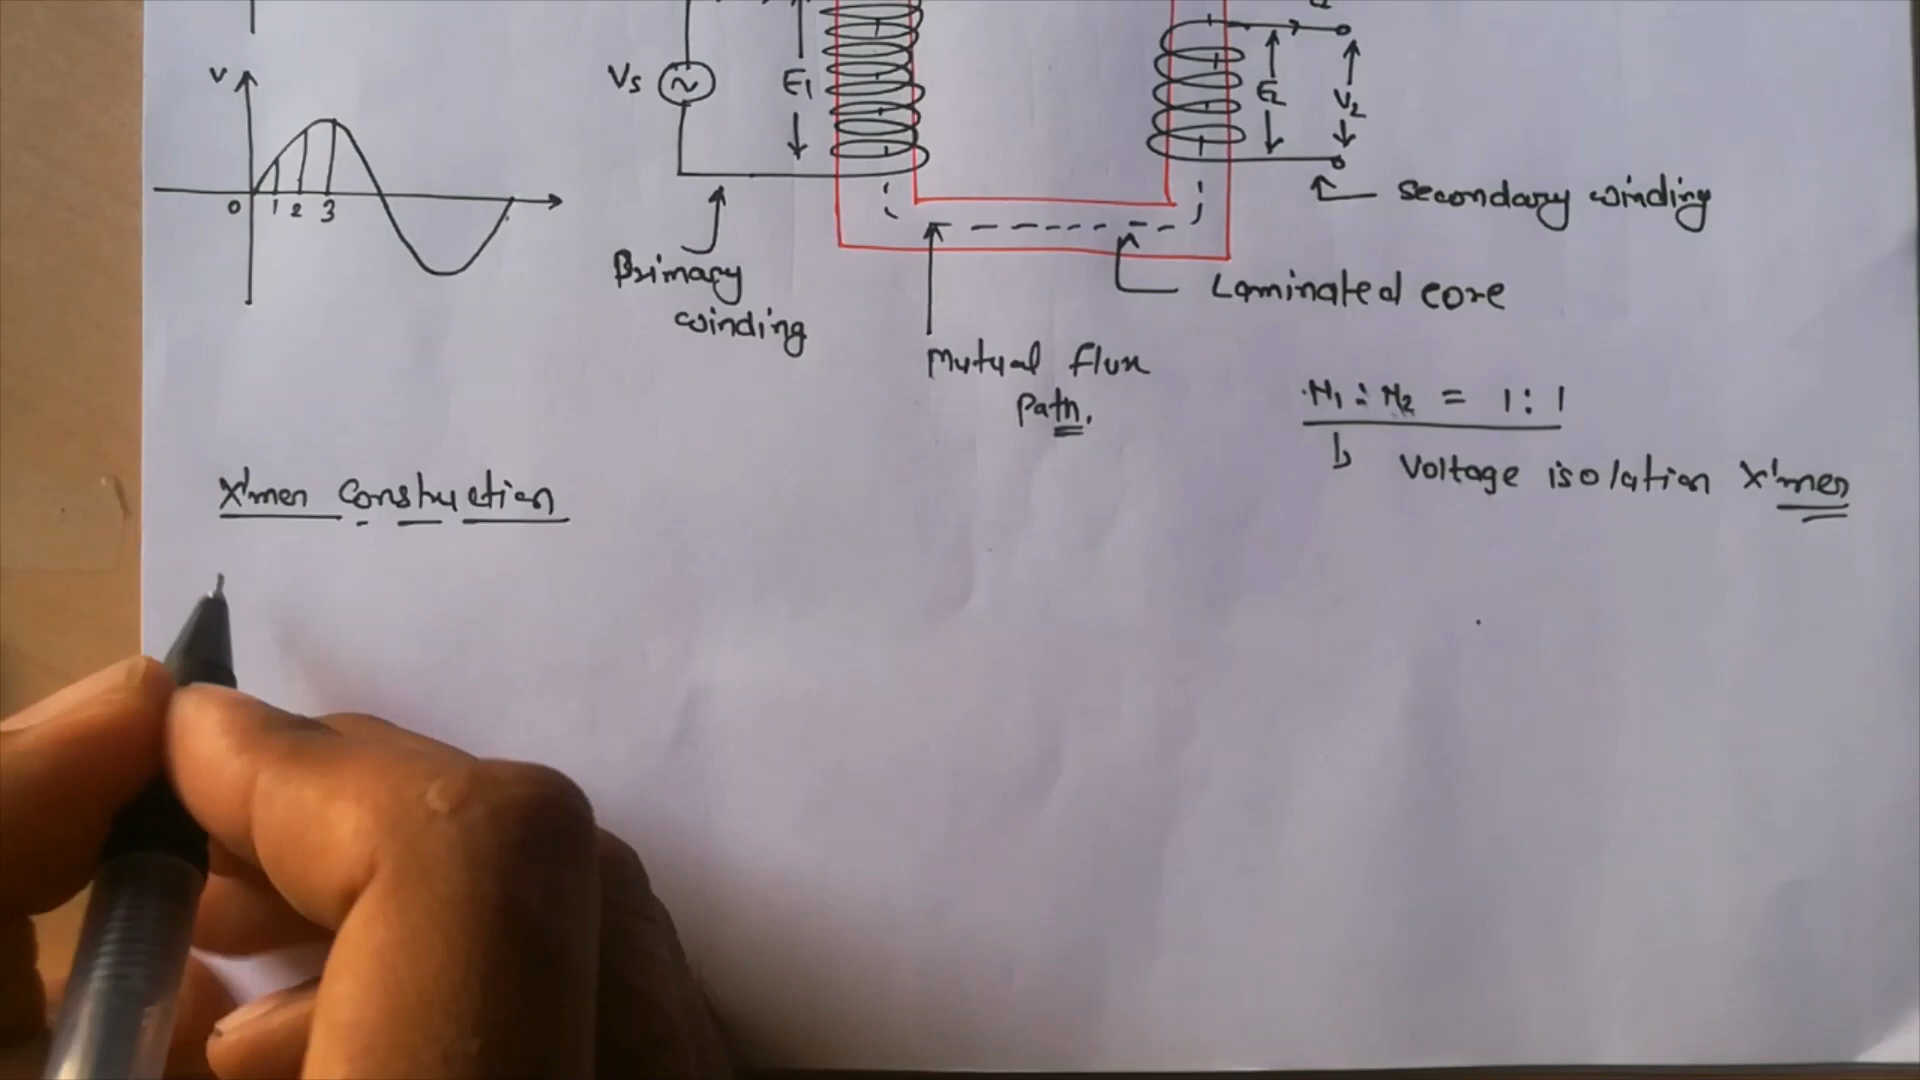 V
0 1 2 3
Vs
E1
E2
V2
Primary
winding
Secondary winding
Laminated core
Mutual flux
Path.
N1 : N2 = 1 : 1
Voltage isolation X'mer
X'mer Construction